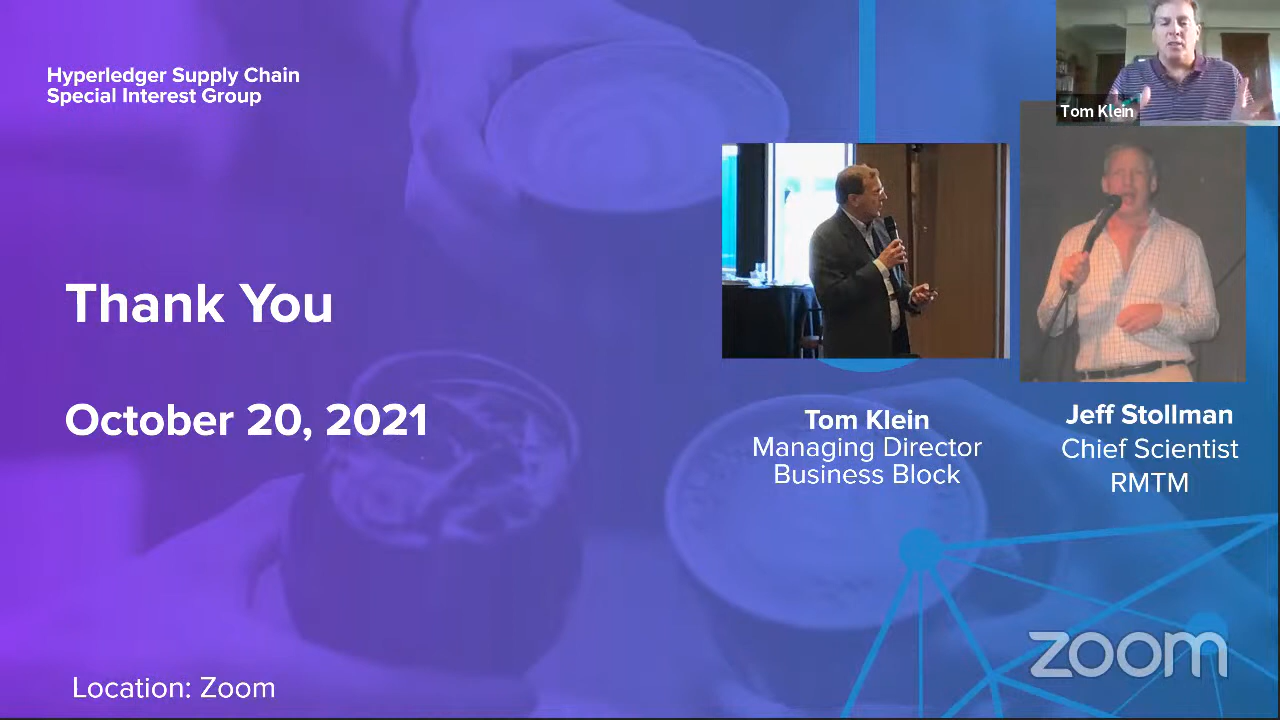 Hyperledger Supply Chain
Special Interest Group
Tom Klein
Thank You
October 20, 2021
Tom Klein
Managing Director
Business Block
Jeff Stollman
Chief Scientist
RMTM
Location: Zoom
zoom